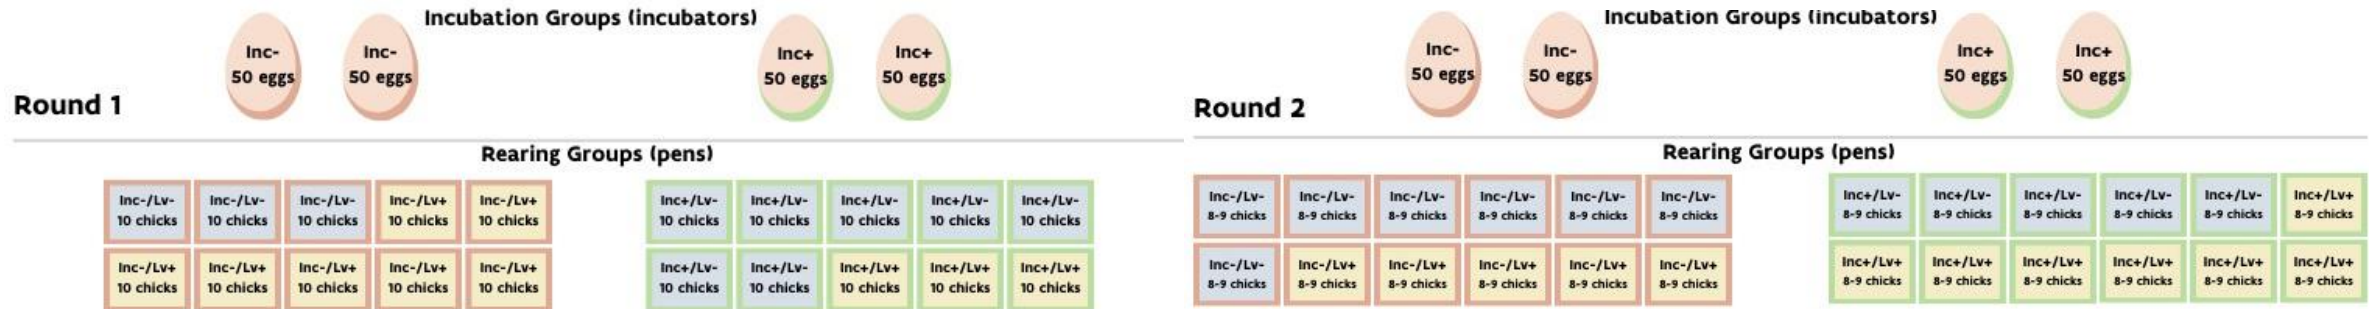 Incubation Groups (incubators)
Inc-
50 eggs
Inc-
50 eggs
Inc+
50 eggs
Inc+
50 eggs
Round 1
Rearing Groups (pens)
Inc-/Lv-
10 chicks
Inc-/Lv-
10 chicks
Inc-/Lv-
10 chicks
Inc-/Lv+
10 chicks
Inc-/Lv+
10 chicks
Inc+/Lv-
10 chicks
Inc+/Lv-
10 chicks
Inc+/Lv-
10 chicks
Inc+/Lv-
10 chicks
Inc+/Lv-
10 chicks
Inc-/Lv+
10 chicks
Inc-/Lv+
10 chicks
Inc-/Lv+
10 chicks
Inc-/Lv+
10 chicks
Inc-/Lv+
10 chicks
Inc+/Lv-
10 chicks
Inc+/Lv-
10 chicks
Inc+/Lv+
10 chicks
Inc+/Lv+
10 chicks
Inc+/Lv+
10 chicks
Incubation Groups (incubators)
Inc-
50 eggs
Inc-
50 eggs
Inc+
50 eggs
Inc+
50 eggs
Round 2
Rearing Groups (pens)
Inc-/Lv-
8-9 chicks
Inc-/Lv-
8-9 chicks
Inc-/Lv-
8-9 chicks
Inc-/Lv-
8-9 chicks
Inc-/Lv-
8-9 chicks
Inc-/Lv-
8-9 chicks
Inc+/Lv-
8-9 chicks
Inc+/Lv-
8-9 chicks
Inc+/Lv-
8-9 chicks
Inc+/Lv-
8-9 chicks
Inc+/Lv-
8-9 chicks
Inc+/Lv+
8-9 chicks
Inc-/Lv-
8-9 chicks
Inc-/Lv+
8-9 chicks
Inc-/Lv+
8-9 chicks
Inc-/Lv+
8-9 chicks
Inc-/Lv+
8-9 chicks
Inc-/Lv+
8-9 chicks
Inc+/Lv+
8-9 chicks
Inc+/Lv+
8-9 chicks
Inc+/Lv+
8-9 chicks
Inc+/Lv+
8-9 chicks
Inc+/Lv+
8-9 chicks
Inc+/Lv+
8-9 chicks